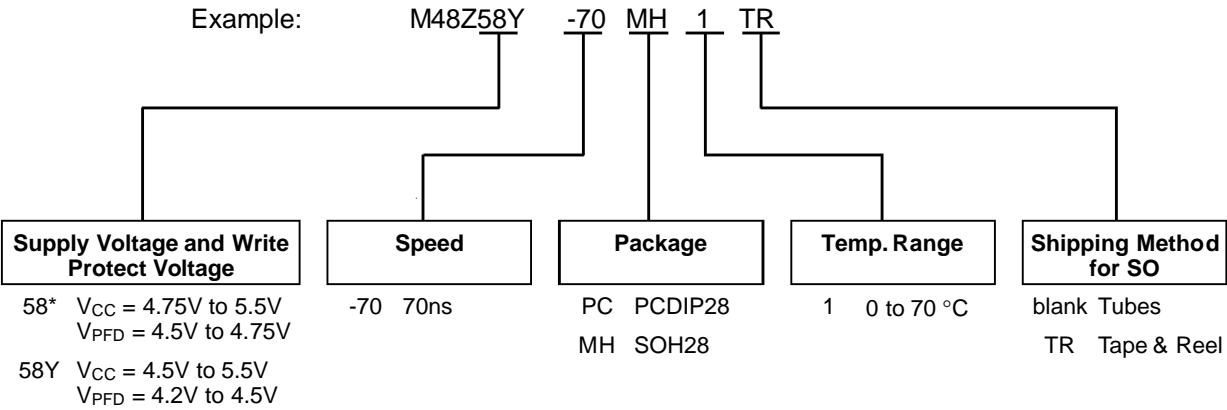 Example: M48Z58Y -70 MH 1 TR
Supply Voltage and Write
Protect Voltage
58* VCC = 4.75V to 5.5V
VPFD = 4.5V to 4.75V
58Y VCC = 4.5V to 5.5V
VPFD = 4.2V to 4.5V
Speed
-70 70ns
Package
PC PCDIP28
MH SOH28
Temp. Range
1 0 to 70 °C
Shipping Method
for SO
blank Tubes
TR Tape & Reel